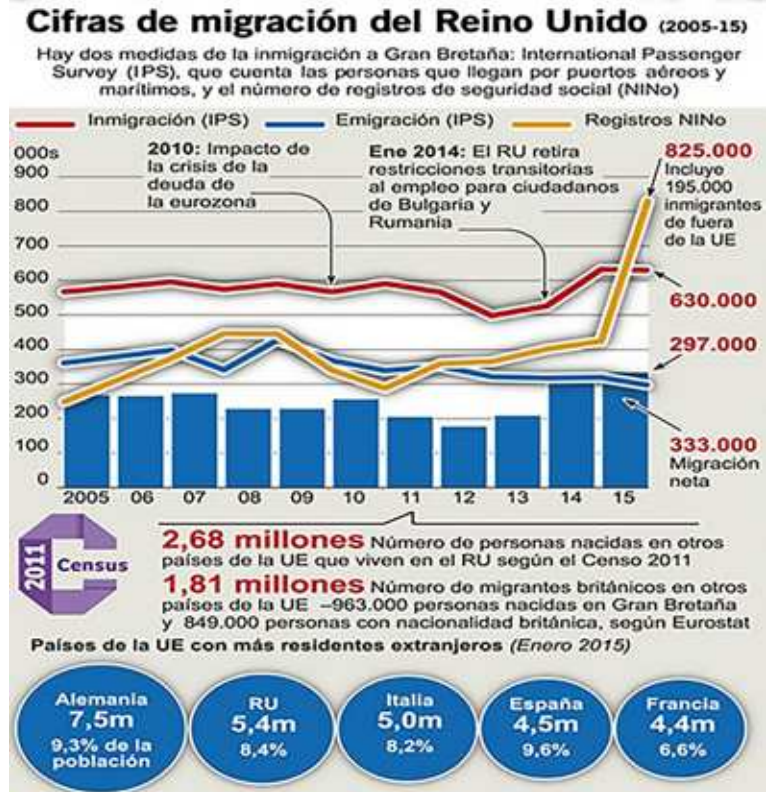 Cifras de migración del Reino Unido (2005-15)
Hay dos medidas de la inmigración a Gran Bretaña: International Passenger
Survey (IPS), que cuenta las personas que llegan por puertos aéreos y
marítimos, y el número de registros de seguridad social (NINo)
Inmigración (IPS) Emigración (IPS) Registros NINo
000s
900
800
700
600
500
400
300
200
100
0
2010: Impacto de
la crisis de la
deuda de
la eurozona
Ene 2014: El RU retira
restricciones transitorias
al empleo para ciudadanos
de Bulgaria y
Rumania
825.000
Incluye
195.000
inmigrantes
de fuera
de la UE
630.000
297.000
333.000
Migración
neta
2005 06 07 08 09 10 11 12 13 14 15
2011 Census
2,68 millones Número de personas nacidas en otros
países de la UE que viven en el RU según el Censo 2011
1,81 millones Número de migrantes británicos en otros
países de la UE –963.000 personas nacidas en Gran Bretaña
y 849.000 personas con nacionalidad británica, según Eurostat
Países de la UE con más residentes extranjeros (Enero 2015)
Alemania
7,5m
9,3% de la
población
RU
5,4m
8,4%
Italia
5,0m
8,2%
España
4,5m
9,6%
Francia
4,4m
6,6%